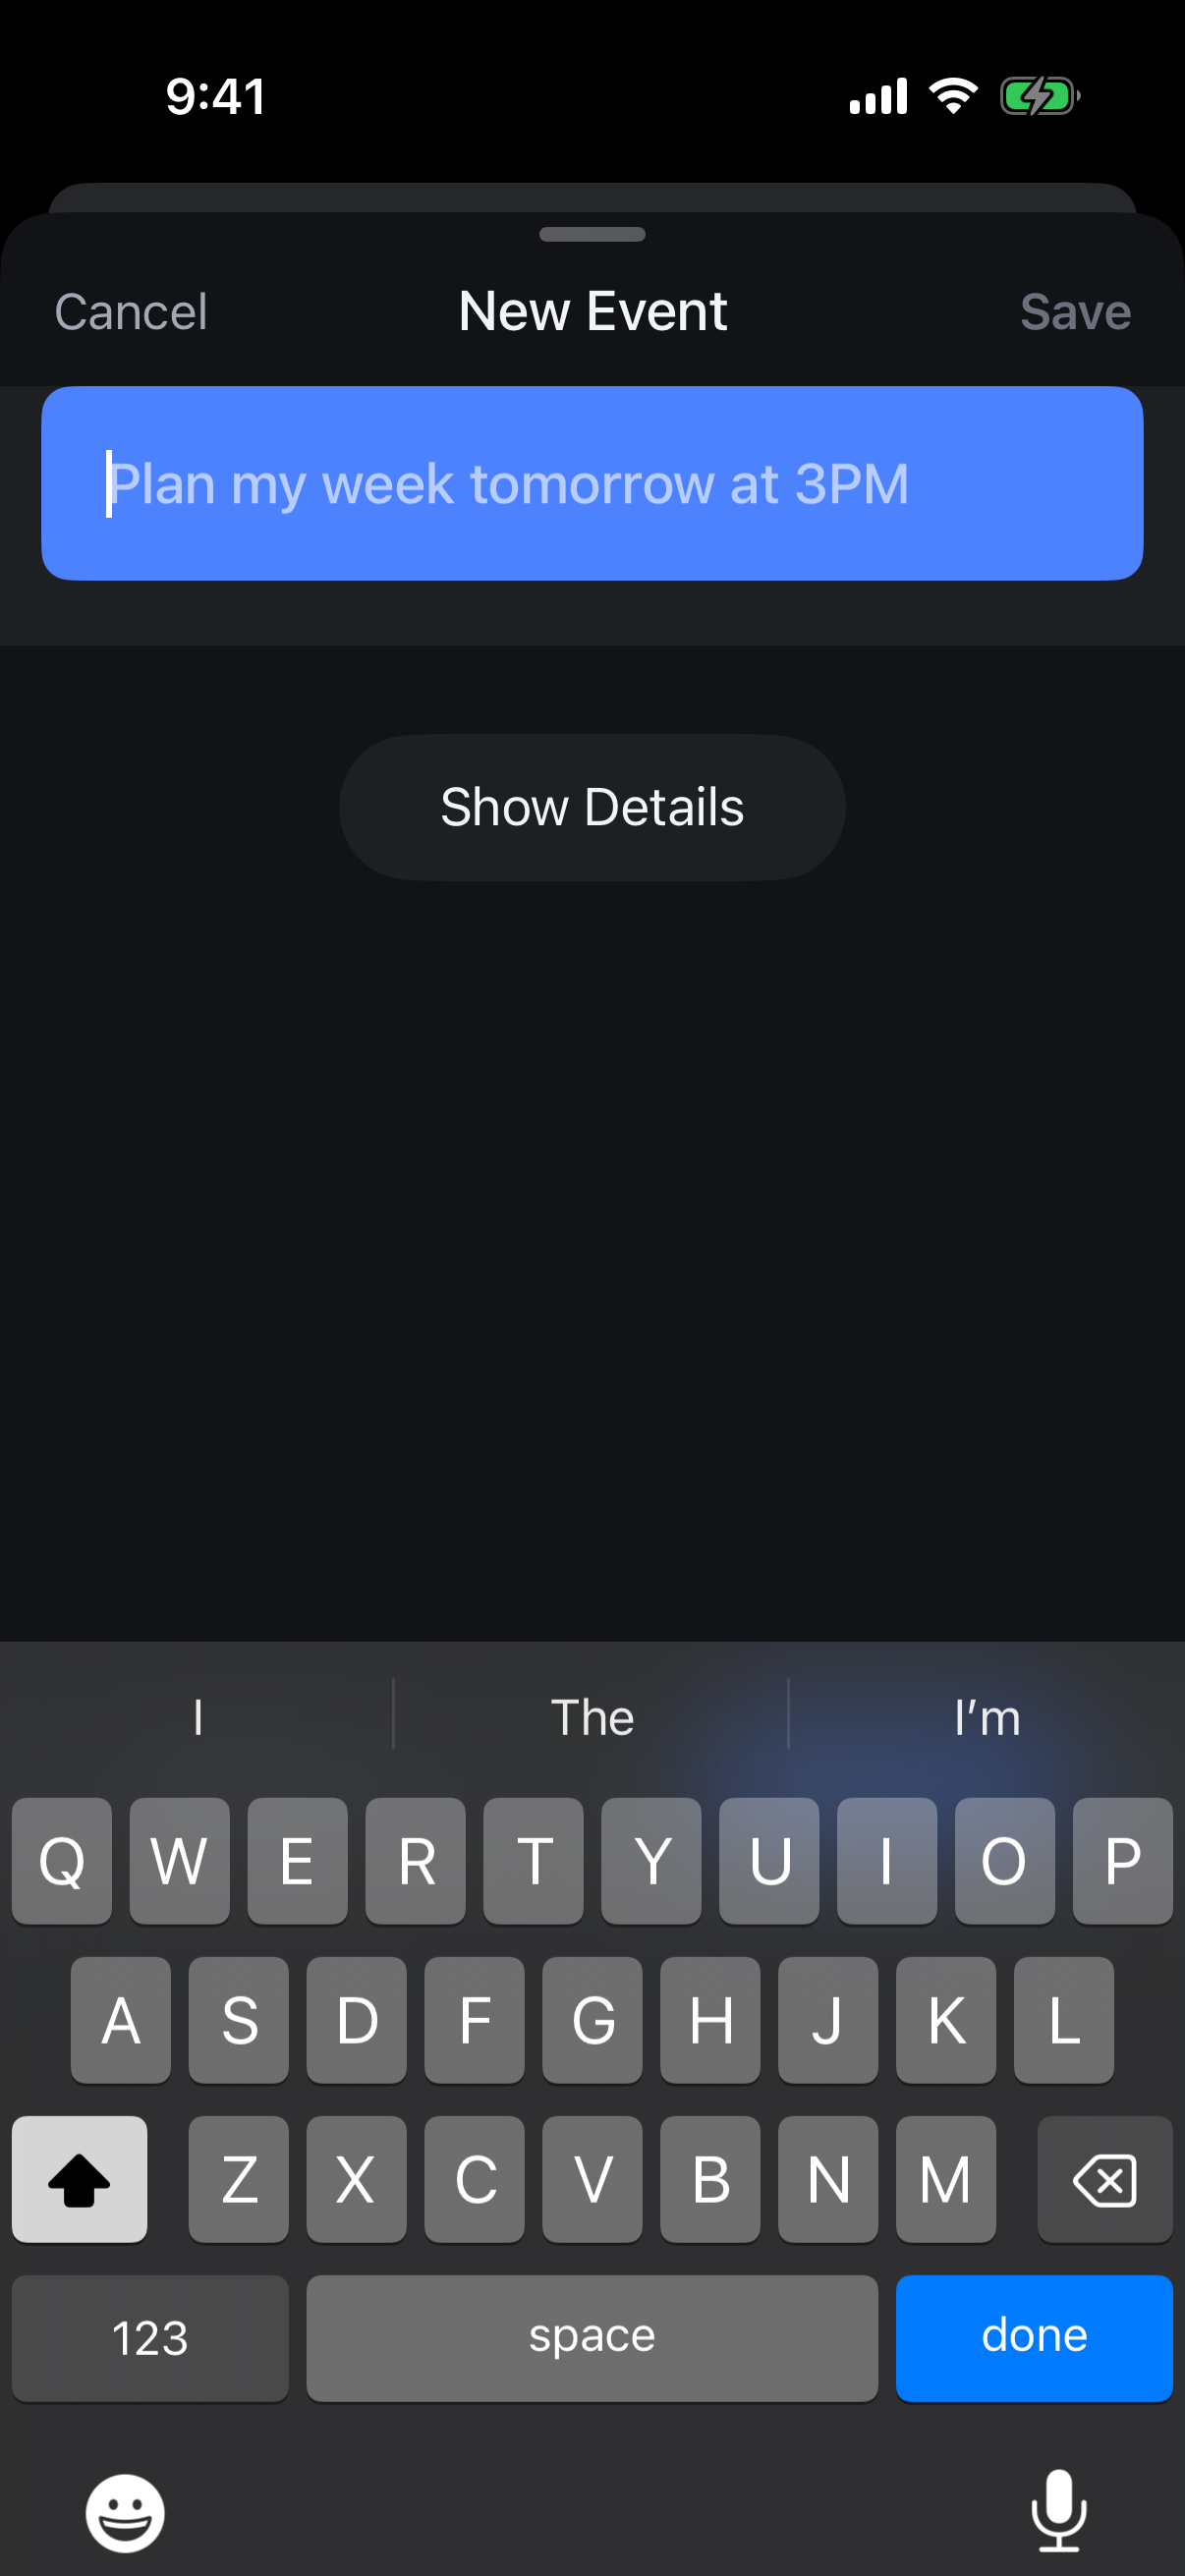 9:41
Cancel New Event Save
Plan my week tomorrow at 3PM
Show Details
I The I’m
Q W E R T Y U I O P
A S D F G H J K L
Z X C V B N M
123 space done